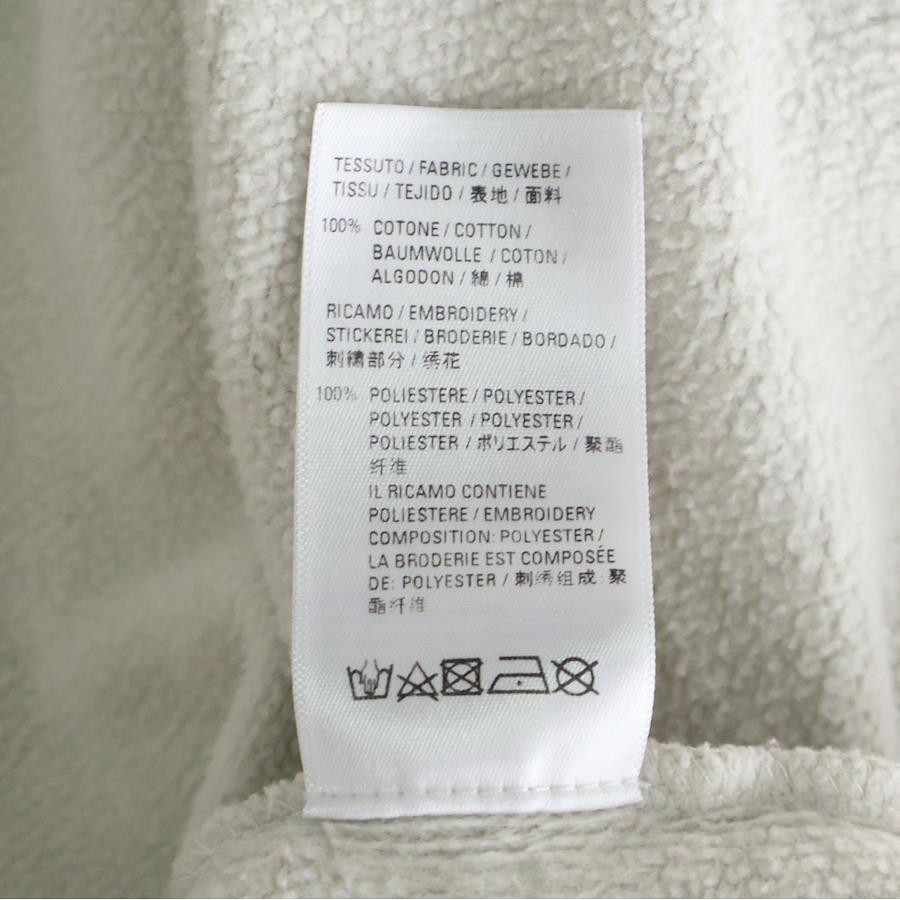 TESSUTO / FABRIC / GEWEBE /
TISSU / TEJIDO / 表地 / 面料
100% COTONE / COTTON /
BAUMWOLLE / COTON /
ALGODON / 綿 / 棉
RICAMO / EMBROIDERY /
STICKEREI / BRODERIE / BORDADO /
刺繍部分 / 绣花
100% POLIESTERE / POLYESTER /
POLYESTER / POLYESTER /
POLIESTER / ポリエステル / 聚酯
纤维
IL RICAMO CONTIENE
POLIESTERE / EMBROIDERY
COMPOSITION: POLYESTER /
LA BRODERIE EST COMPOSÉE
DE: POLYESTER / 刺绣组成: 聚
酯纤维